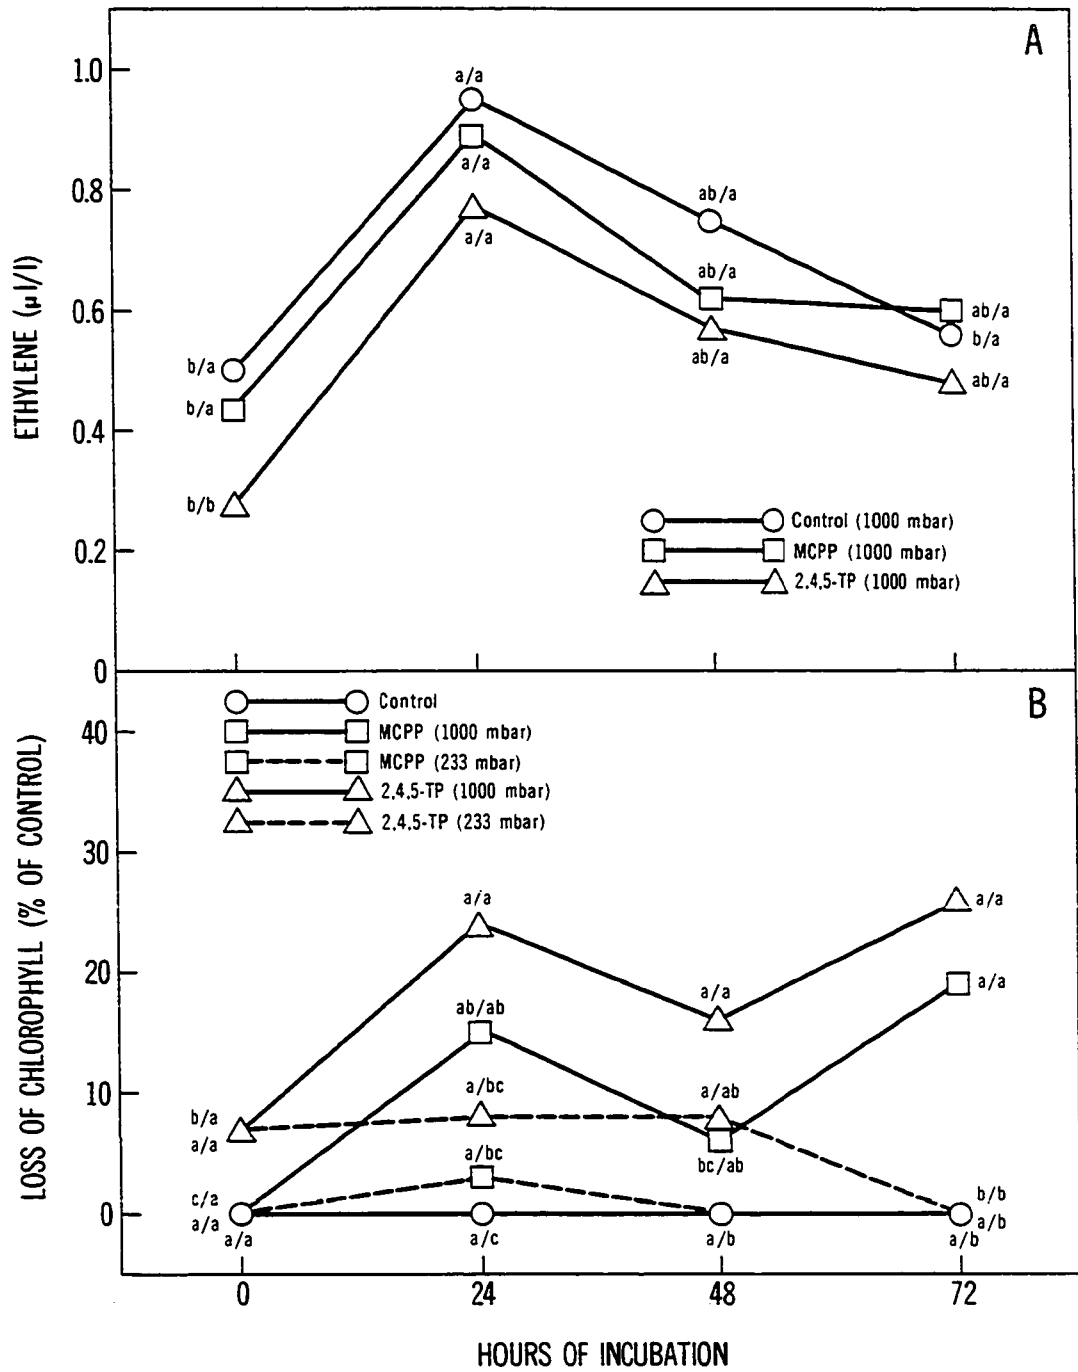 A
1.0
0.8
0.6
0.4
0.2
0
ETHYLENE (µl/l)
a/a
a/a
a/a
ab/a
ab/a
ab/a
ab/a
b/a
ab/a
b/a
b/a
b/b
Control (1000 mbar)
MCPP (1000 mbar)
2,4,5-TP (1000 mbar)
B
Control
MCPP (1000 mbar)
MCPP (233 mbar)
2,4,5-TP (1000 mbar)
2,4,5-TP (233 mbar)
40
30
20
10
0
LOSS OF CHLOROPHYLL (% OF CONTROL)
a/a
a/a
a/a
a/a
ab/ab
a/bc
a/ab
b/a
a/a
a/bc
bc/ab
c/a
a/a
a/a
a/c
a/b
b/b
a/b
a/b
0
24
48
72
HOURS OF INCUBATION